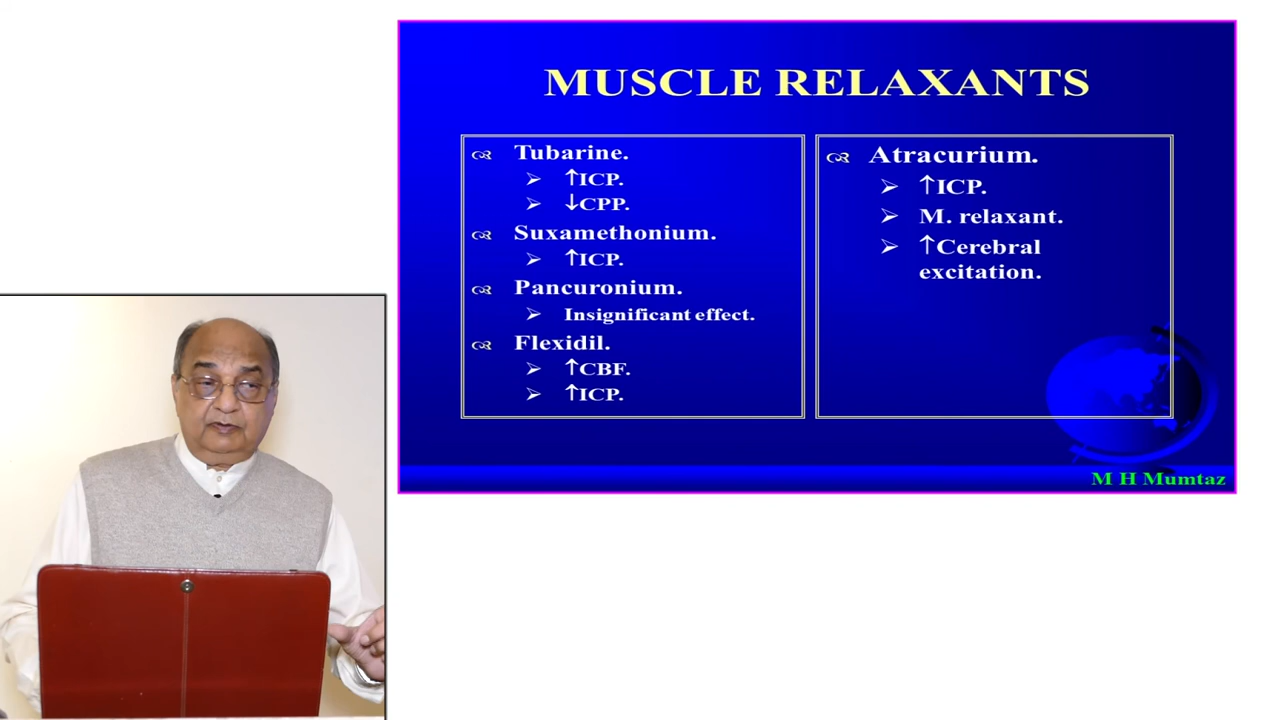 MUSCLE RELAXANTS
Tubarine.
↑ICP.
↓CPP.
Suxamethonium.
↑ICP.
Pancuronium.
Insignificant effect.
Flexidil.
↑CBF.
↑ICP.
Atracurium.
↑ICP.
M. relaxant.
↑Cerebral
excitation.
M H Mumtaz